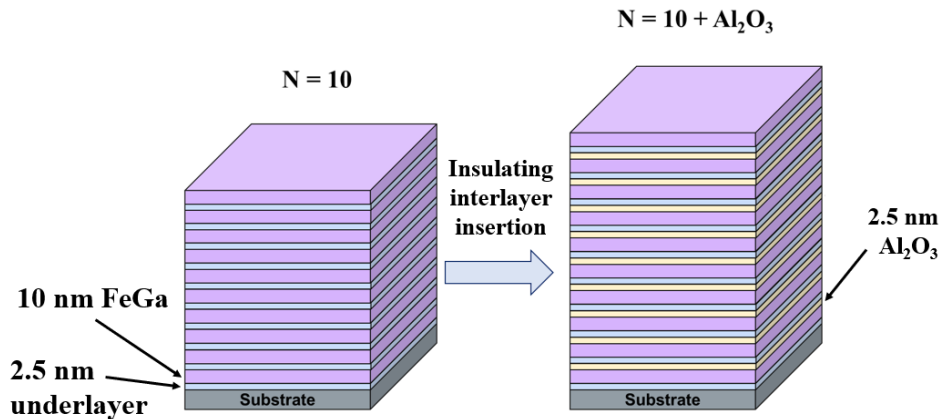 N = 10 + Al₂O₃
N = 10
Insulating
interlayer
insertion
2.5 nm
Al₂O₃
10 nm FeGa
2.5 nm
underlayer
Substrate
Substrate